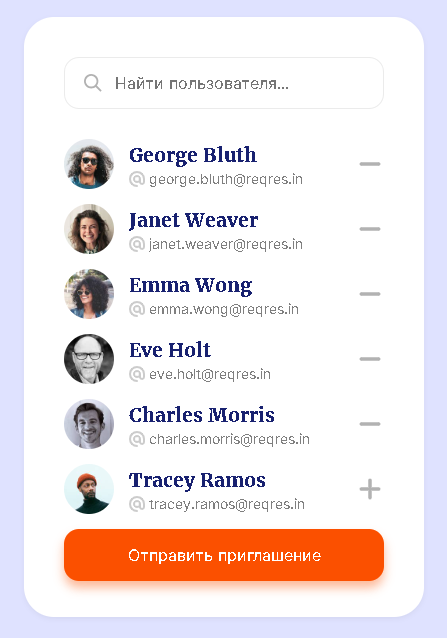 Найти пользователя...
George Bluth
@ george.bluth@reqres.in
Janet Weaver
@ janet.weaver@reqres.in
Emma Wong
@ emma.wong@reqres.in
Eve Holt
@ eve.holt@reqres.in
Charles Morris
@ charles.morris@reqres.in
Tracey Ramos
@ tracey.ramos@reqres.in
Отправить приглашение